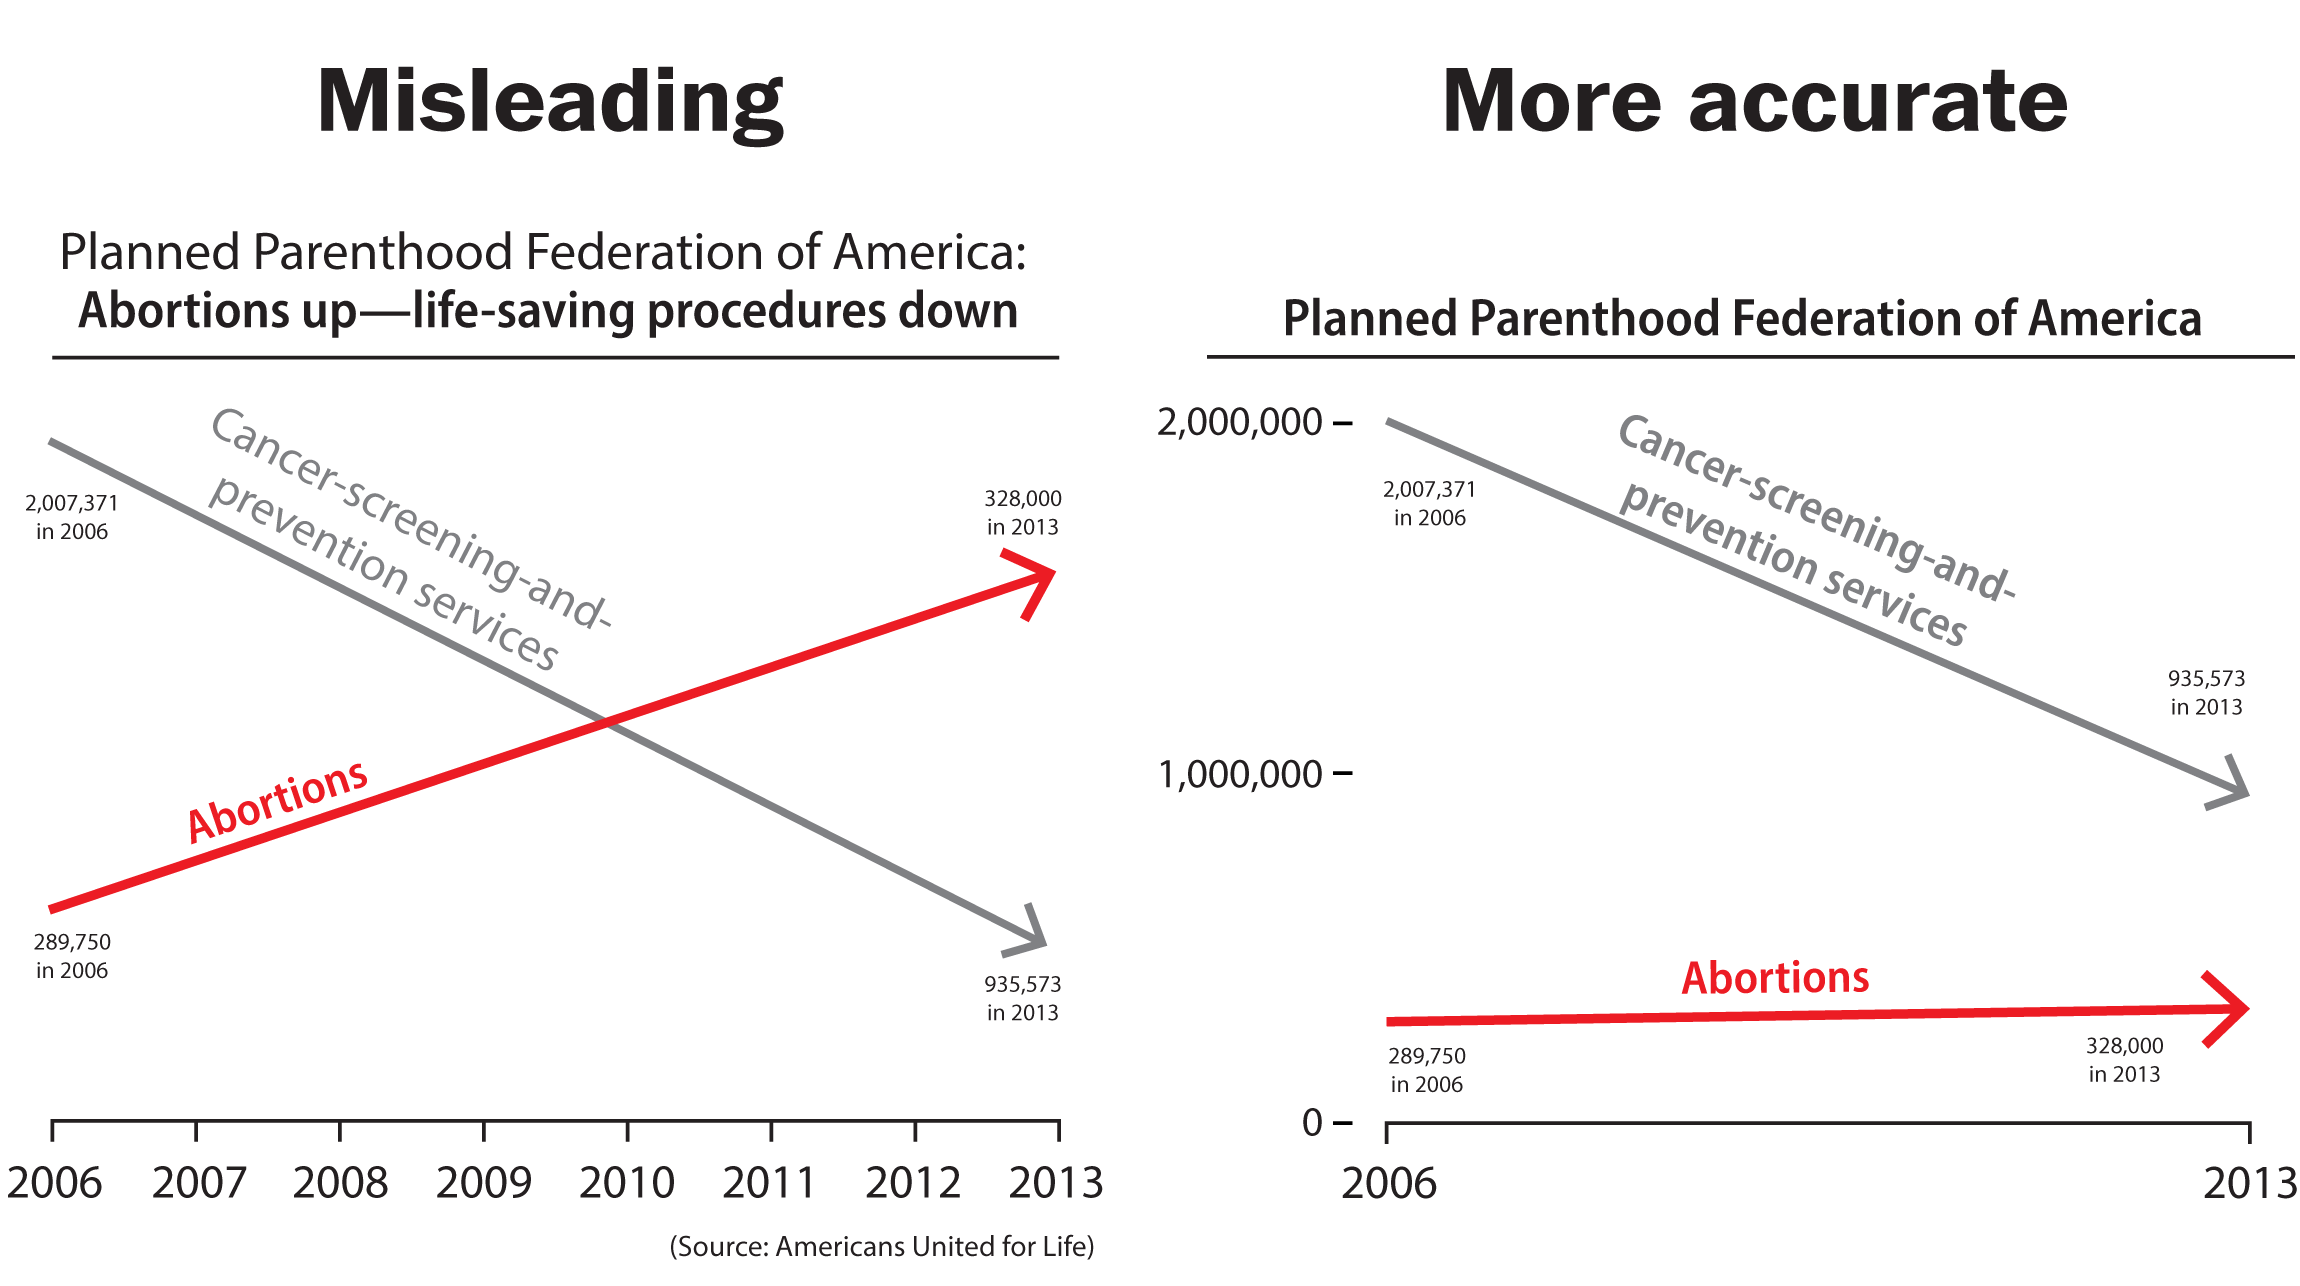 Misleading
Planned Parenthood Federation of America:
Abortions up—life-saving procedures down
Cancer-screening-and-
prevention services
2,007,371
in 2006
328,000
in 2013
Abortions
289,750
in 2006
935,573
in 2013
2006 2007 2008 2009 2010 2011 2012 2013
(Source: Americans United for Life)
More accurate
Planned Parenthood Federation of America
2,000,000
Cancer-screening-and-
prevention services
2,007,371
in 2006
935,573
in 2013
1,000,000
Abortions
289,750
in 2006
328,000
in 2013
0
2006 2013